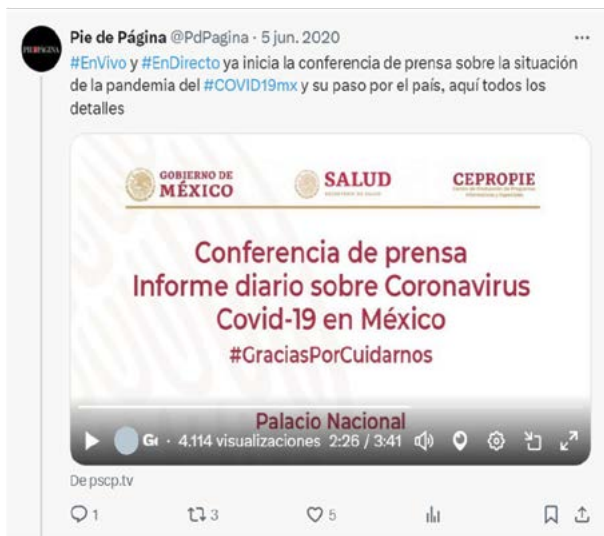 Pie de Página @PdPagina · 5 jun. 2020
#EnVivo y #EnDirecto ya inicia la conferencia de prensa sobre la situación
de la pandemia del #COVID19mx y su paso por el país, aquí todos los
detalles
GOBIERNO DE
MÉXICO
SALUD
SECRETARÍA DE SALUD
CEPROPIE
Conferencia de prensa
Informe diario sobre Coronavirus
Covid-19 en México
#GraciasPorCuidarnos
Palacio Nacional
4.114 visualizaciones 2:26 / 3:41
De pscp.tv
1
3
5